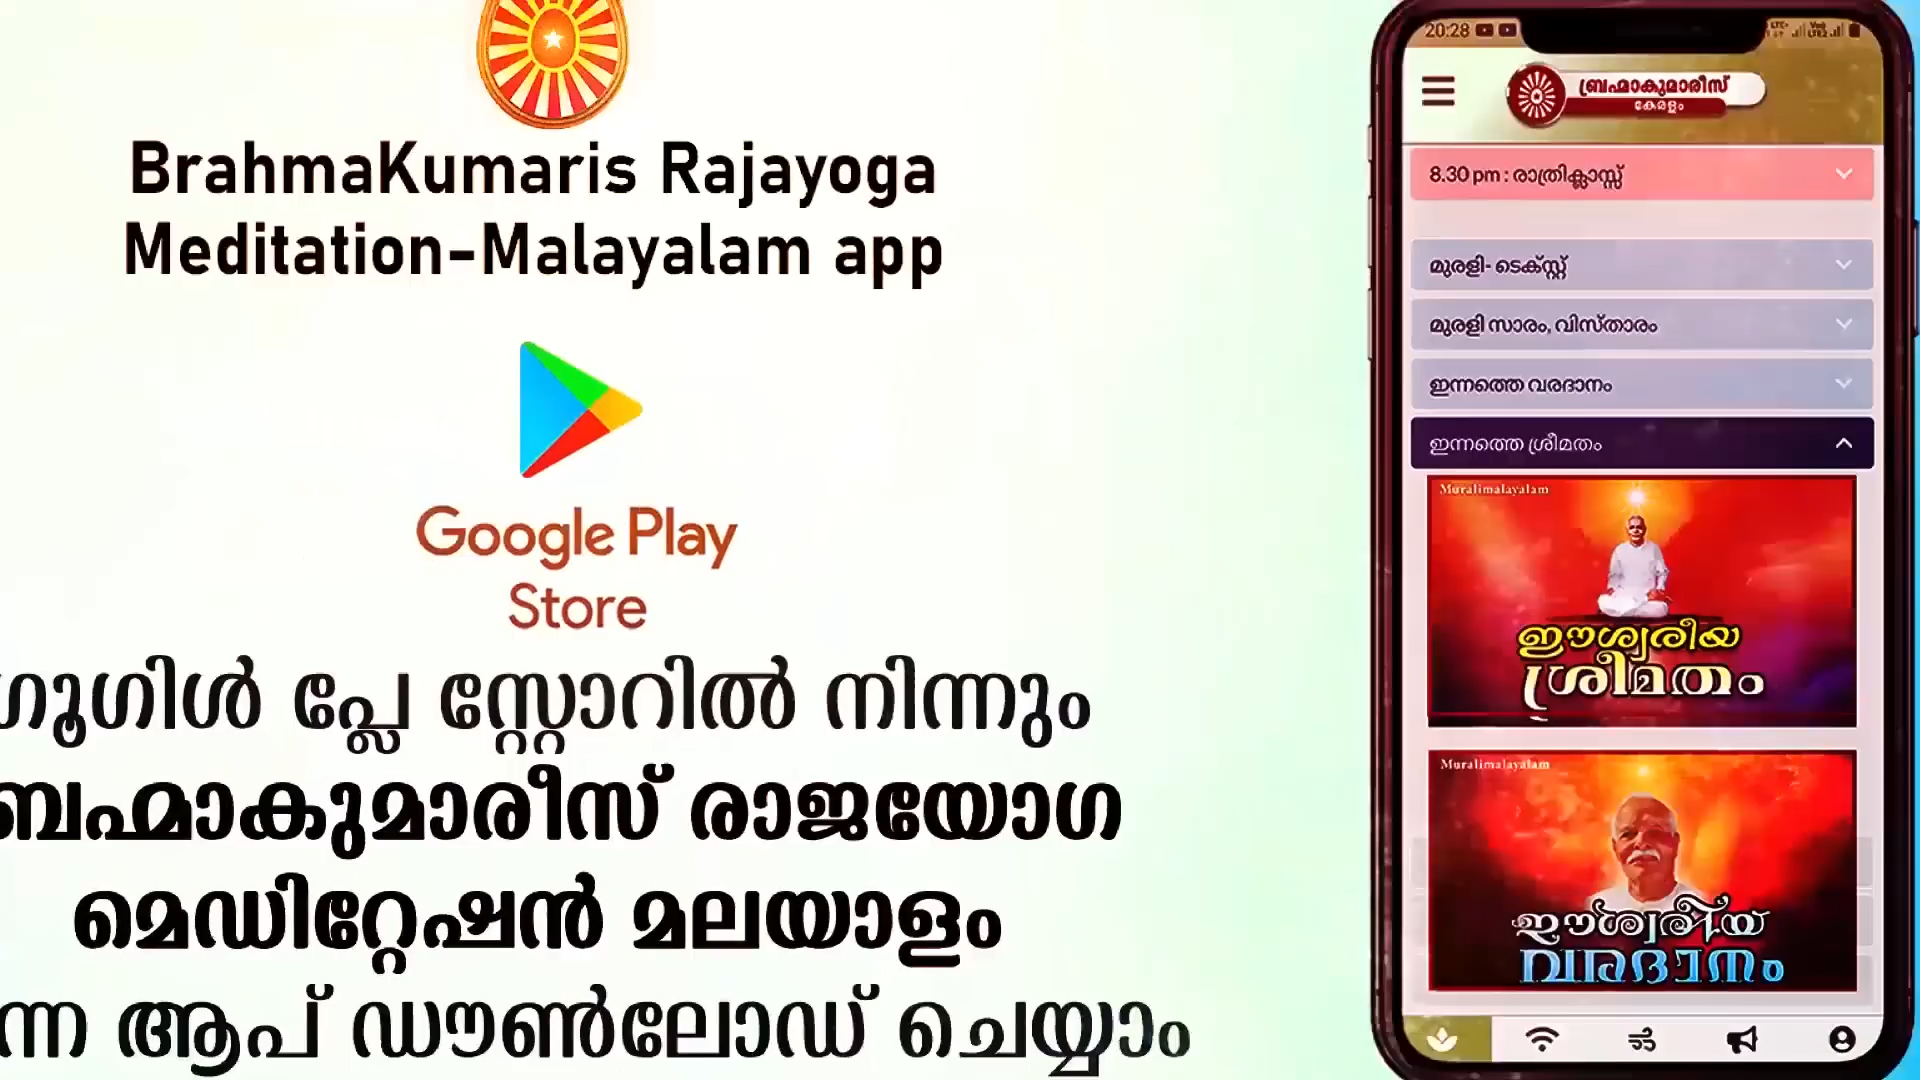 BrahmaKumaris Rajayoga
Meditation-Malayalam app
Google Play
Store
ഗൂഗിൾ പ്ലേ സ്റ്റോറിൽ നിന്നും
ബ്രഹ്മാകുമാരീസ് രാജയോഗ
മെഡിറ്റേഷൻ മലയാളം
ആപ് ഡൗൺലോഡ് ചെയ്യാം
20:28
ബ്രഹ്മാകുമാരീസ്
കേരളം
8.30 pm : രാത്രിക്ലാസ്സ്
മുരളി- ടെക്സ്റ്റ്
മുരളി സാരം, വിസ്താരം
ഇന്നത്തെ വരദാനം
ഇന്നത്തെ ശ്രീമതം
Muralimalayalam
ഈശ്വരീയ
ശ്രീമതം
Muralimalayalam
ഈശ്വരീയ
വരദാനം